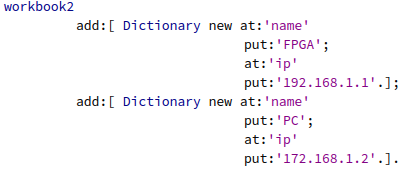 workbook2
add:[ Dictionary new at:'name'
put:'FPGA';
at:'ip'
put:'192.168.1.1'.];
add:[ Dictionary new at:'name'
put:'PC';
at:'ip'
put:'172.168.1.2'.].